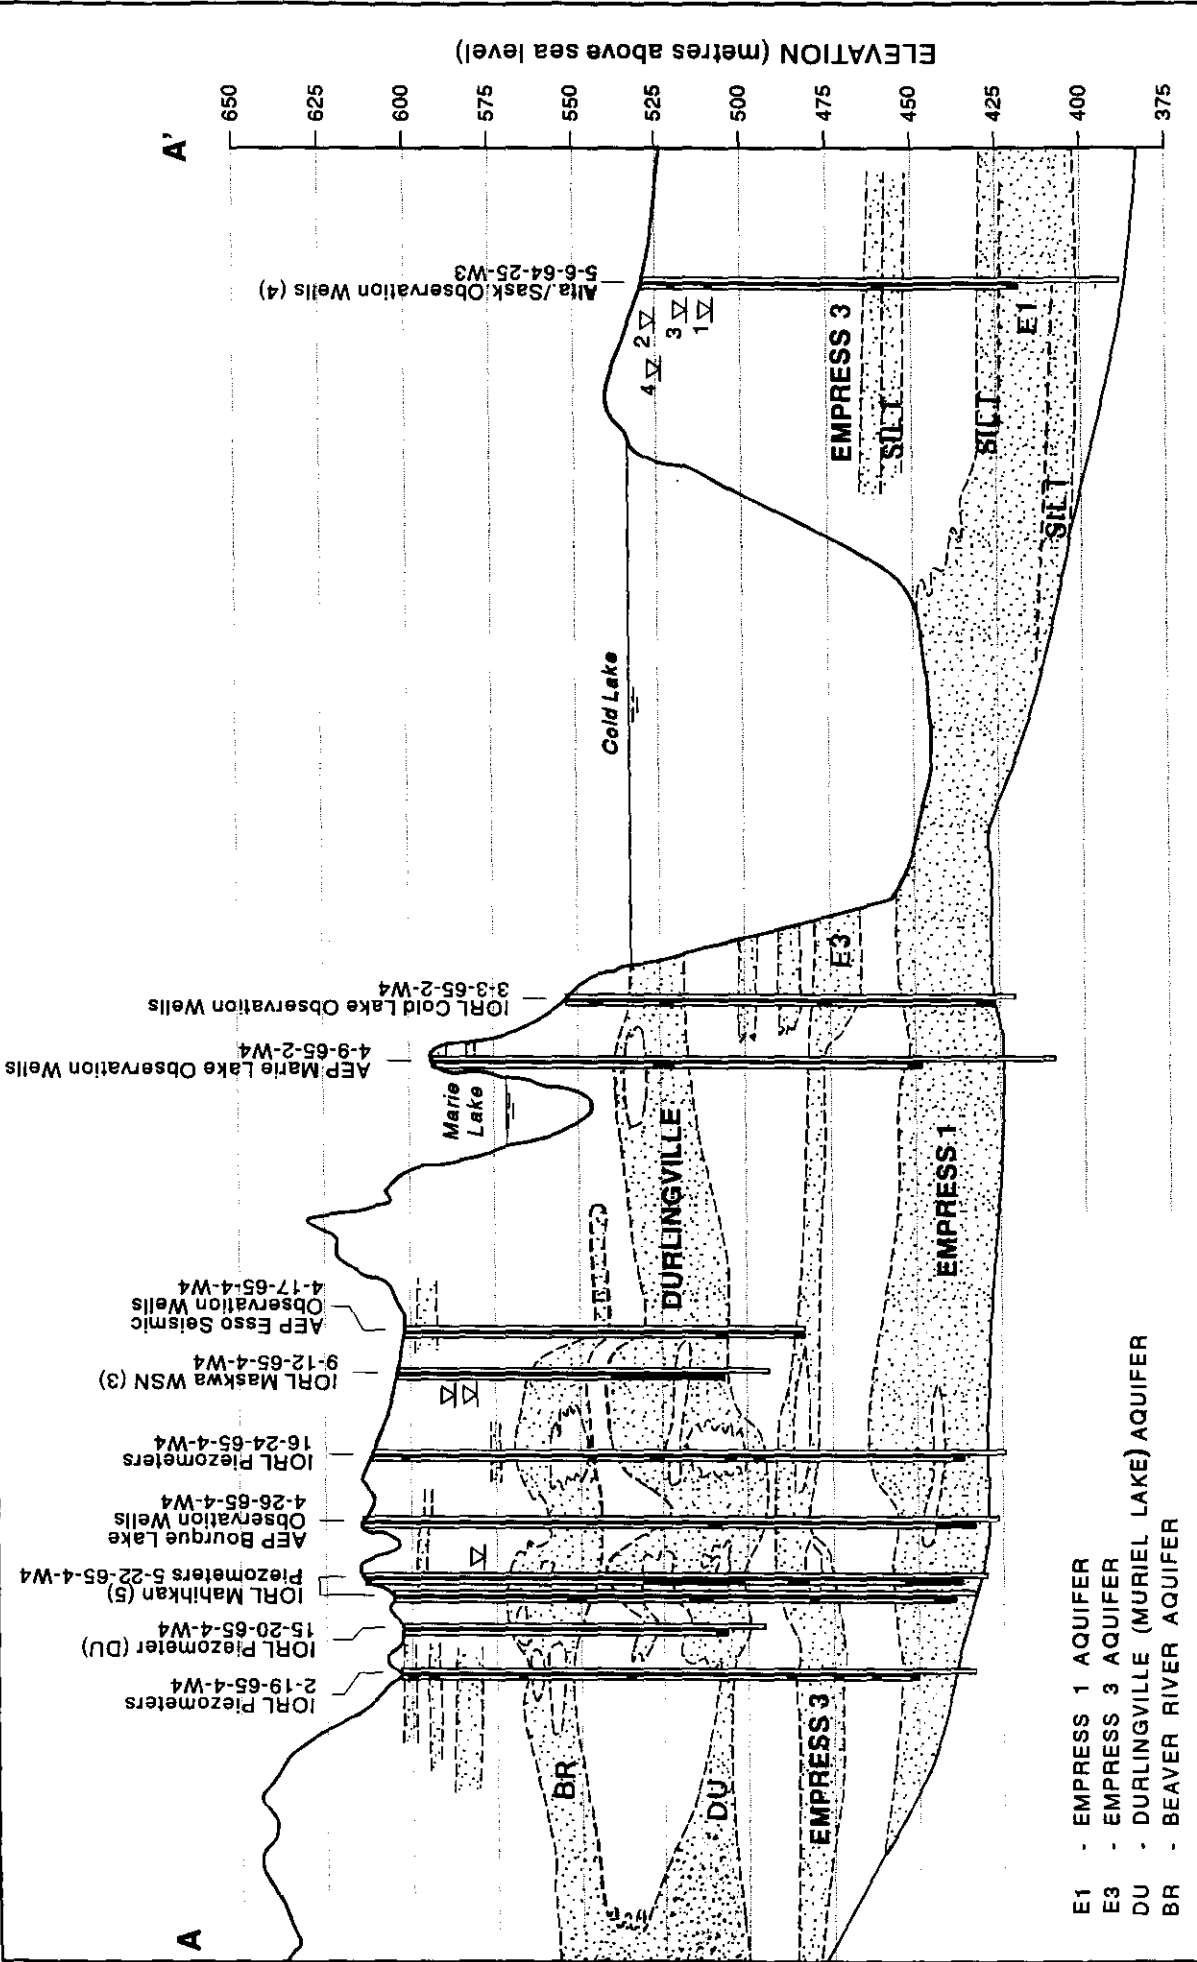 A
A'
ELEVATION (metres above sea level)
650
625
600
575
550
525
500
475
450
425
400
375
IORL Piezometers
2-19-65-4-W4
IORL Piezometer (DU)
15-20-65-4-W4
IORL Mahihkan (5)
Piezometers 5-22-65-4-W4
AEP Bourque Lake
Observation Wells
4-26-65-4-W4
IORL Piezometers
16-24-65-4-W4
IORL Maskwa WSN (3)
9-12-65-4-W4
AEP Esso Seismic
Observation Wells
4-17-65-4-W4
AEP Marie Lake Observation Wells
4-9-65-2-W4
IORL Cold Lake Observation Wells
3-3-65-2-W4
Alta./Sask. Observation Wells (4)
5-6-64-25-W3
Marie
Lake
Cold Lake
4
2
3
1
BR
DU
EMPRESS 3
DURLINGVILLE
EMPRESS 1
E3
EMPRESS 3
SILT
SILT
E1
SILT
E1 - EMPRESS 1 AQUIFER
E3 - EMPRESS 3 AQUIFER
DU - DURLINGVILLE (MURIEL LAKE) AQUIFER
BR - BEAVER RIVER AQUIFER